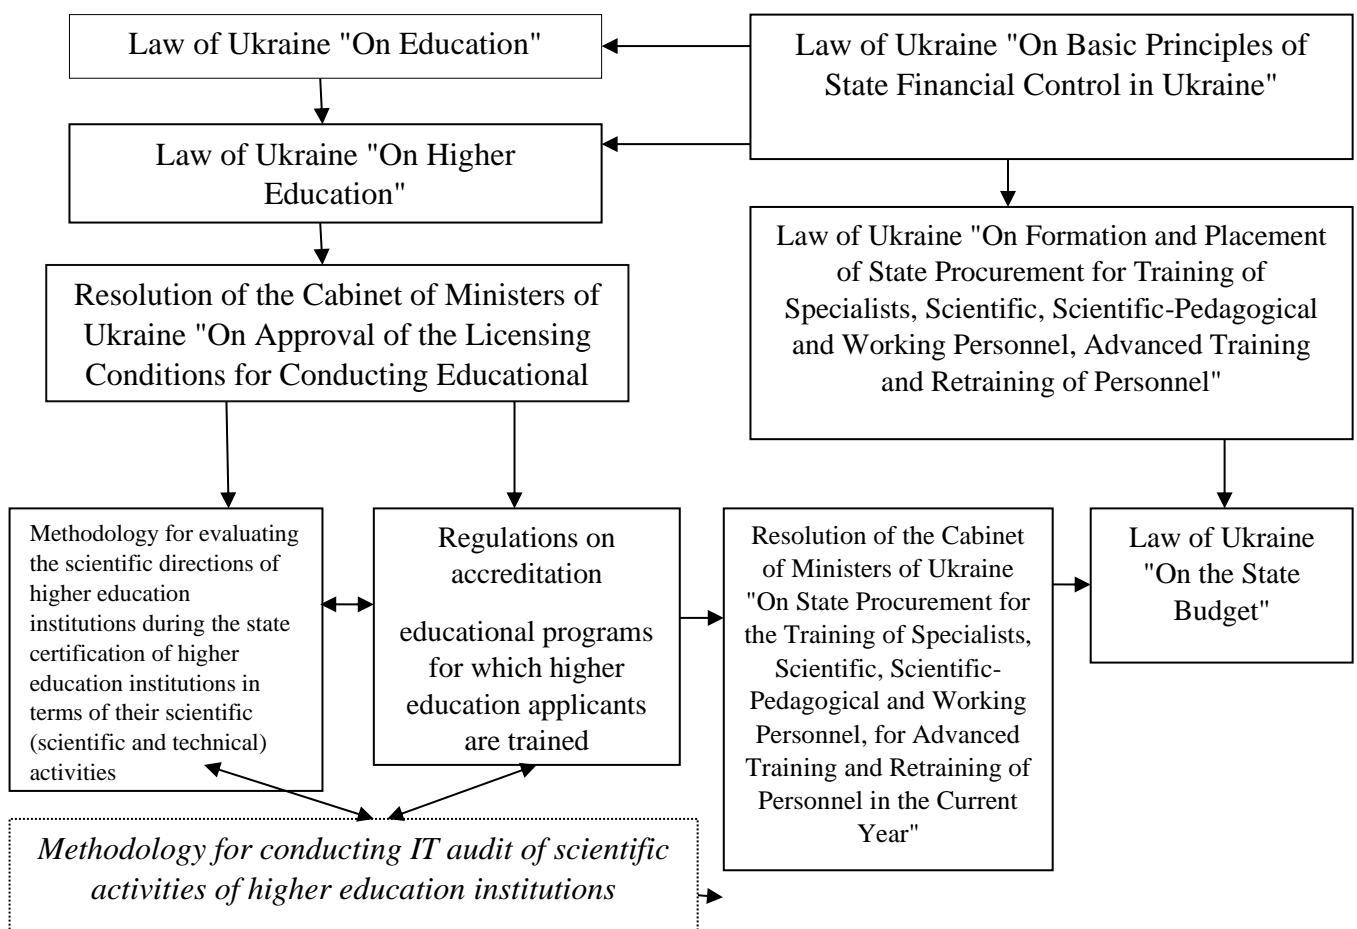 Law of Ukraine "On Education"
Law of Ukraine "On Basic Principles of
State Financial Control in Ukraine"
Law of Ukraine "On Higher
Education"
Law of Ukraine "On Formation and Placement
of State Procurement for Training of
Specialists, Scientific, Scientific-Pedagogical
and Working Personnel, Advanced Training
and Retraining of Personnel"
Resolution of the Cabinet of Ministers of
Ukraine "On Approval of the Licensing
Conditions for Conducting Educational
Methodology for evaluating
the scientific directions of
higher education
institutions during the state
certification of higher
education institutions in
terms of their scientific
(scientific and technical)
activities
Regulations on
accreditation
educational programs
for which higher
education applicants
are trained
Resolution of the Cabinet
of Ministers of Ukraine
"On State Procurement for
the Training of Specialists,
Scientific, Scientific-
Pedagogical and Working
Personnel, for Advanced
Training and Retraining of
Personnel in the Current
Year"
Law of Ukraine
"On the State
Budget"
Methodology for conducting IT audit of scientific
activities of higher education institutions